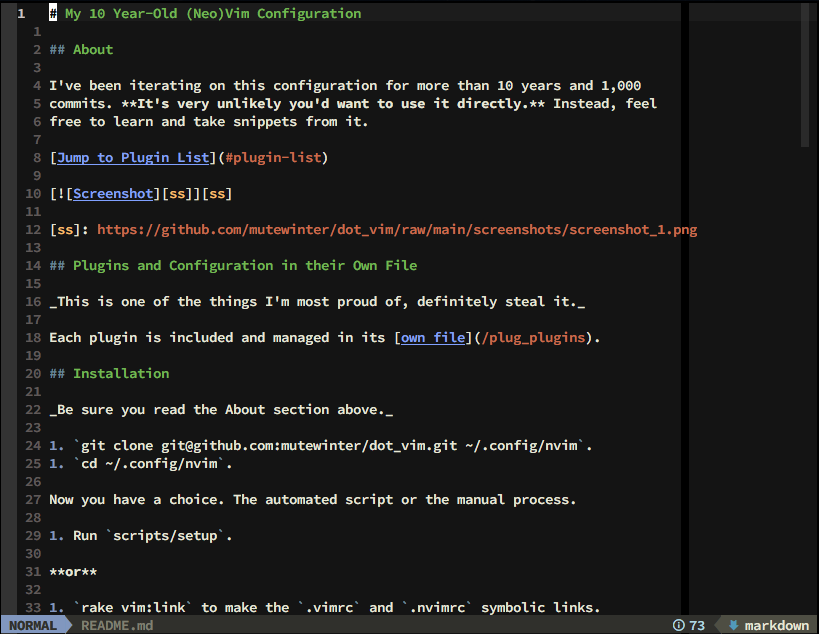 1 # My 10 Year-Old (Neo)Vim Configuration
1
2 ## About
3
4 I've been iterating on this configuration for more than 10 years and 1,000
5 commits. **It's very unlikely you'd want to use it directly.** Instead, feel
6 free to learn and take snippets from it.
7
8 [Jump to Plugin List](#plugin-list)
9
10 [![Screenshot][ss]][ss]
11
12 [ss]: https://github.com/mutewinter/dot_vim/raw/main/screenshots/screenshot_1.png
13
14 ## Plugins and Configuration in their Own File
15
16 _This is one of the things I'm most proud of, definitely steal it._
17
18 Each plugin is included and managed in its [own file](/plug_plugins).
19
20 ## Installation
21
22 _Be sure you read the About section above._
23
24 1. `git clone git@github.com:mutewinter/dot_vim.git ~/.config/nvim`.
25 1. `cd ~/.config/nvim`.
26
27 Now you have a choice. The automated script or the manual process.
28
29 1. Run `scripts/setup`.
30
31 **or**
32
33 1. `rake vim:link` to make the `.vimrc` and `.nvimrc` symbolic links.
NORMAL README.md 73 markdown